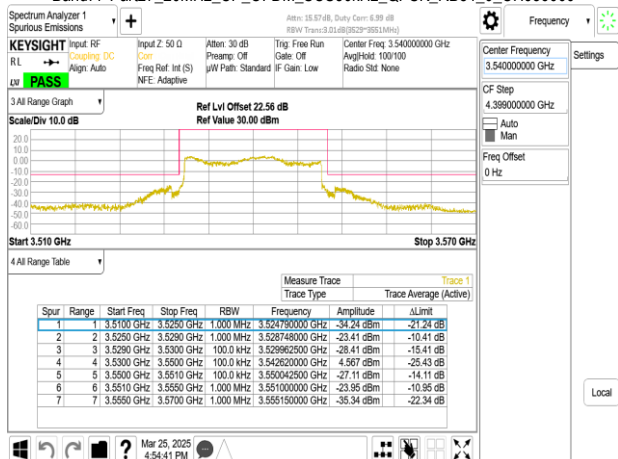 Spectrum Analyzer 1
Spurious Emissions
Attn: 15.57dB, Duty Corr: 6.99 dB
RBW Trans:3.01dB(3529~3551MHz)
Frequency
KEYSIGHT Input: RF Input Z: 50 Ω Atten: 30 dB Trig: Free Run Center Freq: 3.540000000 GHz
RL Coupling: DC Corr Preamp: Off Gate: Off Avg|Hold: 100/100
Align: Auto Freq Ref: Int (S) µW Path: Standard IF Gain: Low Radio Std: None
LXI PASS NFE: Adaptive
Center Frequency
3.540000000 GHz
Settings
CF Step
4.399000000 GHz
Auto
Man
Freq Offset
0 Hz
Local
3 All Range Graph
Scale/Div 10.0 dB
Ref Lvl Offset 22.56 dB
Ref Value 30.00 dBm
20.0
10.0
0.00
-10.0
-20.0
-30.0
-40.0
-50.0
-60.0
Start 3.510 GHz Stop 3.570 GHz
4 All Range Table
Measure Trace Trace 1
Trace Type Trace Average (Active)
Spur Range Start Freq Stop Freq RBW Frequency Amplitude ΔLimit
1 1 3.5100 GHz 3.5250 GHz 1.000 MHz 3.524790000 GHz -34.24 dBm -21.24 dB
2 2 3.5250 GHz 3.5290 GHz 1.000 MHz 3.528748000 GHz -23.41 dBm -10.41 dB
3 3 3.5290 GHz 3.5300 GHz 100.0 kHz 3.529962500 GHz -28.41 dBm -15.41 dB
4 4 3.5300 GHz 3.5500 GHz 100.0 kHz 3.542620000 GHz 4.567 dBm -25.43 dB
5 5 3.5500 GHz 3.5510 GHz 100.0 kHz 3.550042500 GHz -27.11 dBm -14.11 dB
6 6 3.5510 GHz 3.5550 GHz 1.000 MHz 3.551000000 GHz -23.95 dBm -10.95 dB
7 7 3.5550 GHz 3.5700 GHz 1.000 MHz 3.555150000 GHz -35.34 dBm -22.34 dB
Mar 25, 2025
4:54:41 PM